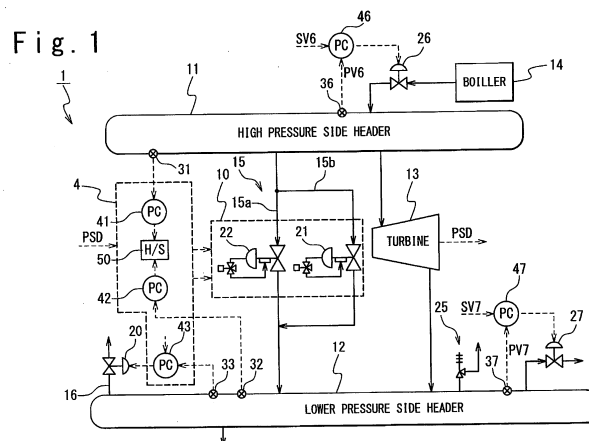 Fig. 1
1
11
SV6
46
PC
PV6
26
36
BOILLER
14
HIGH PRESSURE SIDE HEADER
31
15
15a
15b
13
4
10
41
PC
PSD
H/S
50
PC
42
22
21
TURBINE
PSD
47
SV7
PC
25
27
PV7
20
43
PC
16
33
32
12
37
LOWER PRESSURE SIDE HEADER